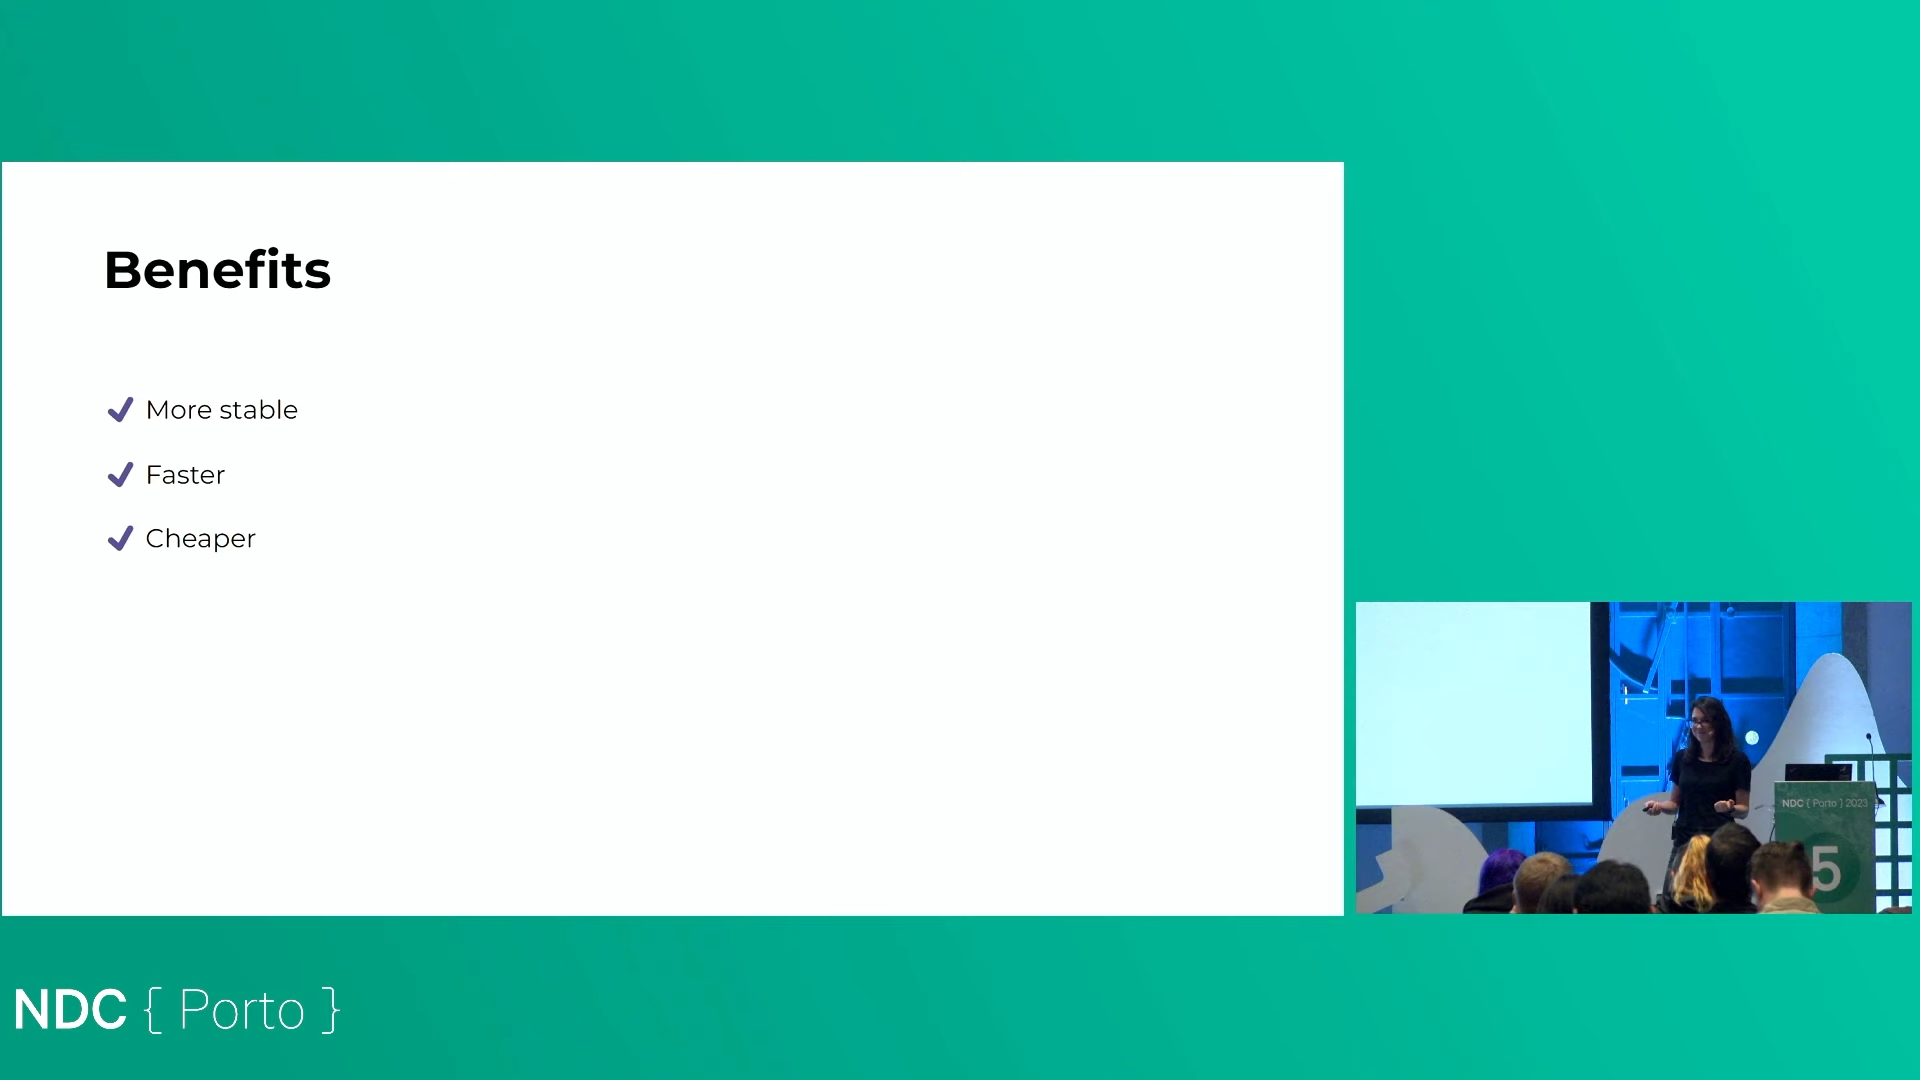 Benefits
More stable
Faster
Cheaper
NDC { Porto } 2023
5
NDC { Porto }